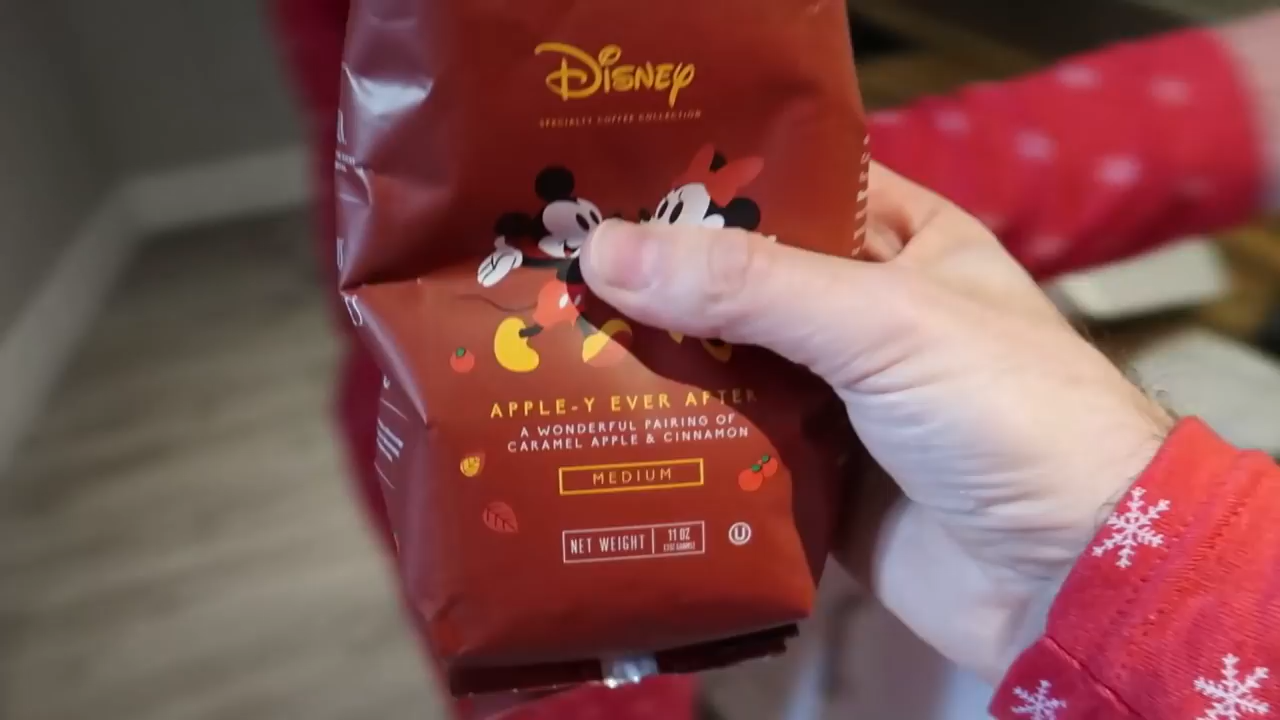 DISNEY
SPECIALTY COFFEE COLLECTION
APPLE-Y EVER AFTER
A WONDERFUL PAIRING OF
CARAMEL APPLE & CINNAMON
MEDIUM
NET WEIGHT 11 OZ
U